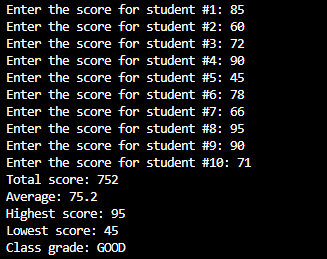 Enter the score for student #1: 85
Enter the score for student #2: 60
Enter the score for student #3: 72
Enter the score for student #4: 90
Enter the score for student #5: 45
Enter the score for student #6: 78
Enter the score for student #7: 66
Enter the score for student #8: 95
Enter the score for student #9: 90
Enter the score for student #10: 71
Total score: 752
Average: 75.2
Highest score: 95
Lowest score: 45
Class grade: GOOD